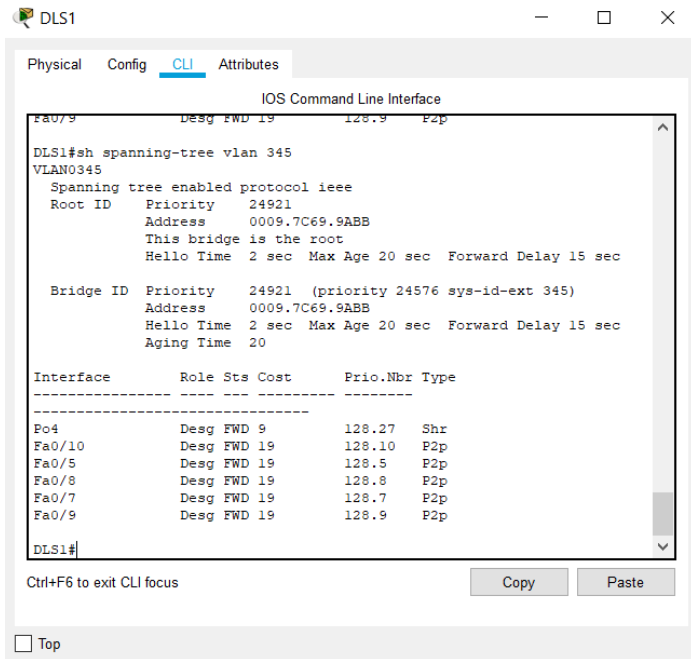 DLS1
Physical Config CLI Attributes
IOS Command Line Interface
Fa0/9            Desg FWD 19        128.9    P2p
DLS1#sh spanning-tree vlan 345
VLAN0345
  Spanning tree enabled protocol ieee
  Root ID    Priority    24921
             Address     0009.7C69.9ABB
             This bridge is the root
             Hello Time  2 sec  Max Age 20 sec  Forward Delay 15 sec
  Bridge ID  Priority    24921  (priority 24576 sys-id-ext 345)
             Address     0009.7C69.9ABB
             Hello Time  2 sec  Max Age 20 sec  Forward Delay 15 sec
             Aging Time  20
Interface        Role Sts Cost      Prio.Nbr Type
---------------- ---- --- --------- --------
--------------------------------
Po4              Desg FWD 9         128.27   Shr
Fa0/10           Desg FWD 19        128.10   P2p
Fa0/5            Desg FWD 19        128.5    P2p
Fa0/8            Desg FWD 19        128.8    P2p
Fa0/7            Desg FWD 19        128.7    P2p
Fa0/9            Desg FWD 19        128.9    P2p
DLS1#
Ctrl+F6 to exit CLI focus Copy Paste
Top